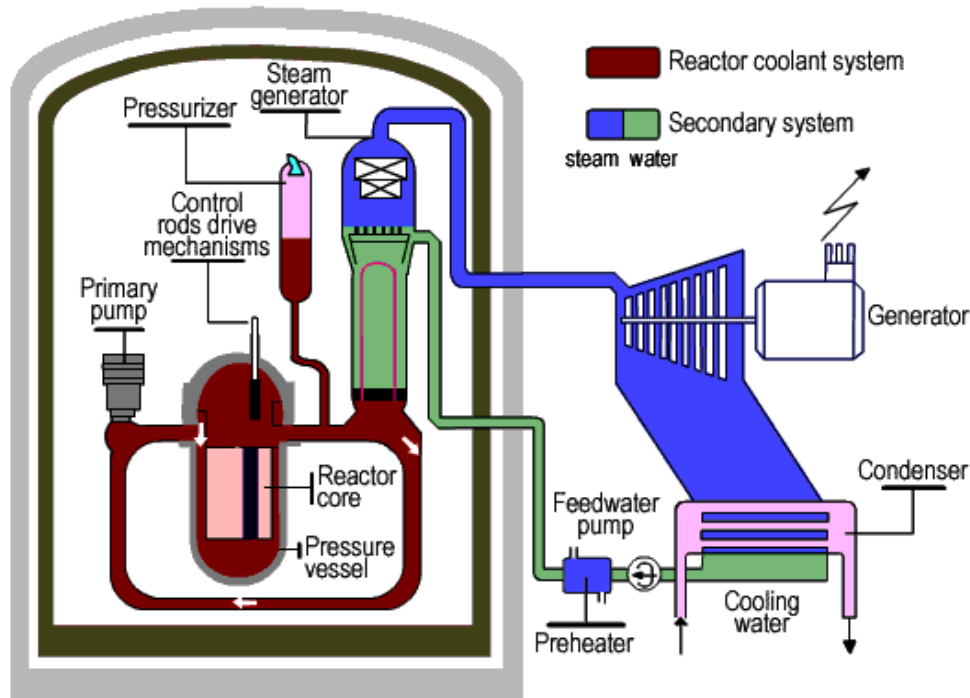 Steam
generator
Pressurizer
Control
rods drive
mechanisms
Primary
pump
Reactor
core
Pressure
vessel
Reactor coolant system
Secondary system
steam water
Generator
Condenser
Feedwater
pump
Preheater
Cooling
water